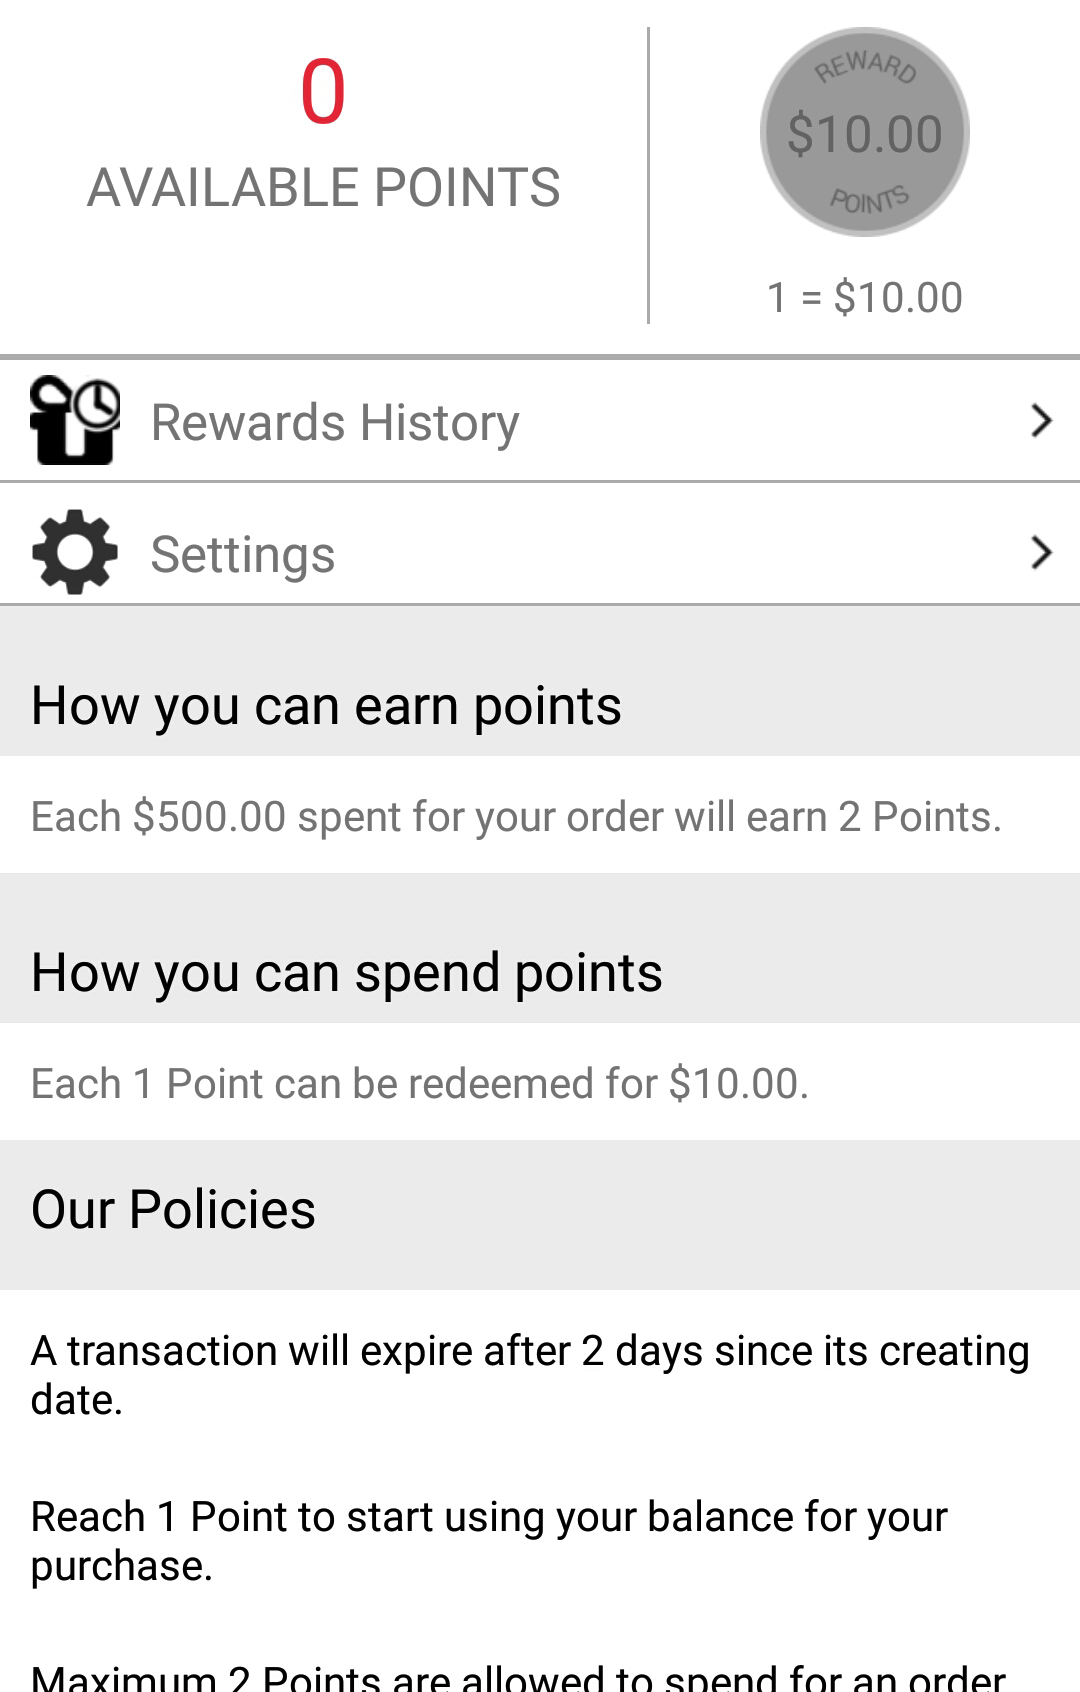 0
AVAILABLE POINTS
REWARD
$10.00
POINTS
1 = $10.00
Rewards History
Settings
How you can earn points
Each $500.00 spent for your order will earn 2 Points.
How you can spend points
Each 1 Point can be redeemed for $10.00.
Our Policies
A transaction will expire after 2 days since its creating
date.
Reach 1 Point to start using your balance for your
purchase.
Maximum 2 Points are allowed to spend for an order